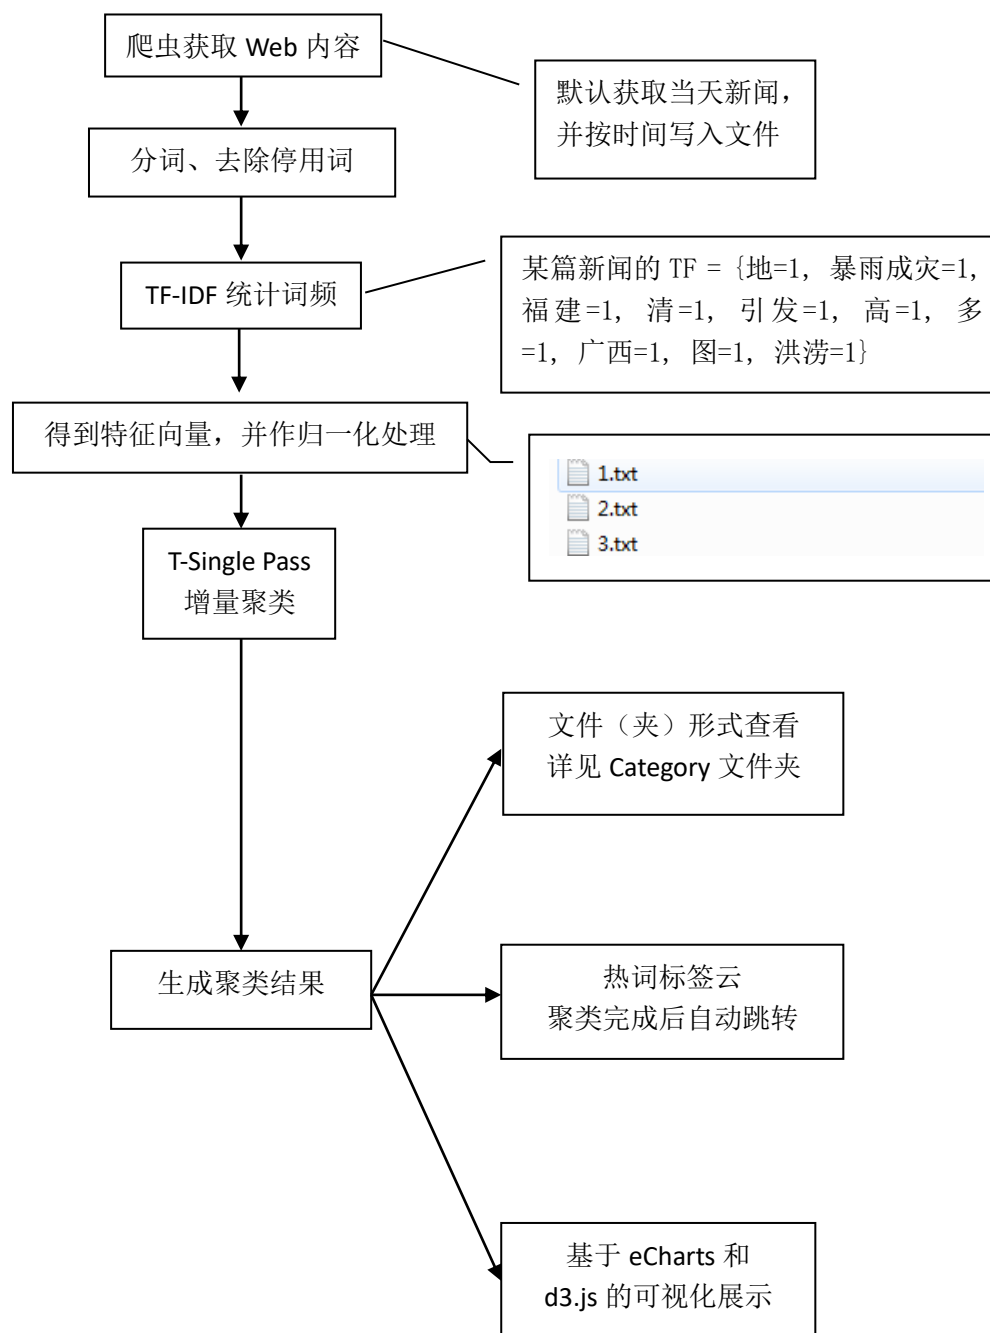 爬虫获取 Web 内容
默认获取当天新闻，
并按时间写入文件
分词、去除停用词
TF-IDF 统计词频
某篇新闻的 TF = {地=1, 暴雨成灾=1,
福建=1, 清=1, 引发=1, 高=1, 多
=1, 广西=1, 图=1, 洪涝=1}
得到特征向量，并作归一化处理
1.txt
2.txt
3.txt
T-Single Pass
增量聚类
文件（夹）形式查看
详见 Category 文件夹
生成聚类结果
热词标签云
聚类完成后自动跳转
基于 eCharts 和
d3.js 的可视化展示